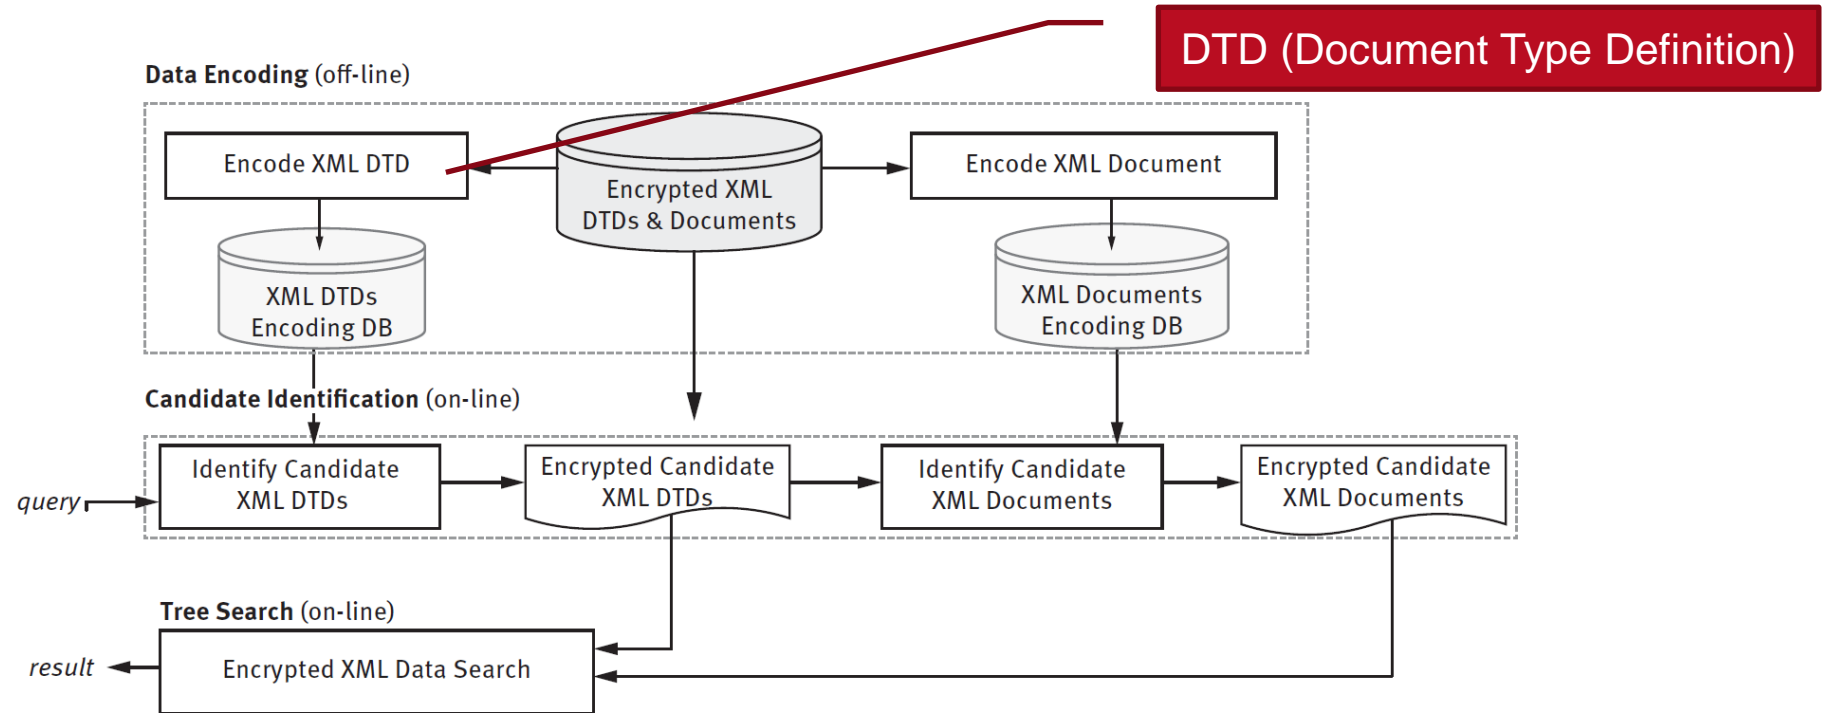 DTD (Document Type Definition)
Data Encoding (off-line)
Encode XML DTD
Encrypted XML
DTDs & Documents
Encode XML Document
XML DTDs
Encoding DB
XML Documents
Encoding DB
Candidate Identification (on-line)
query
Identify Candidate
XML DTDs
Encrypted Candidate
XML DTDs
Identify Candidate
XML Documents
Encrypted Candidate
XML Documents
Tree Search (on-line)
result
Encrypted XML Data Search